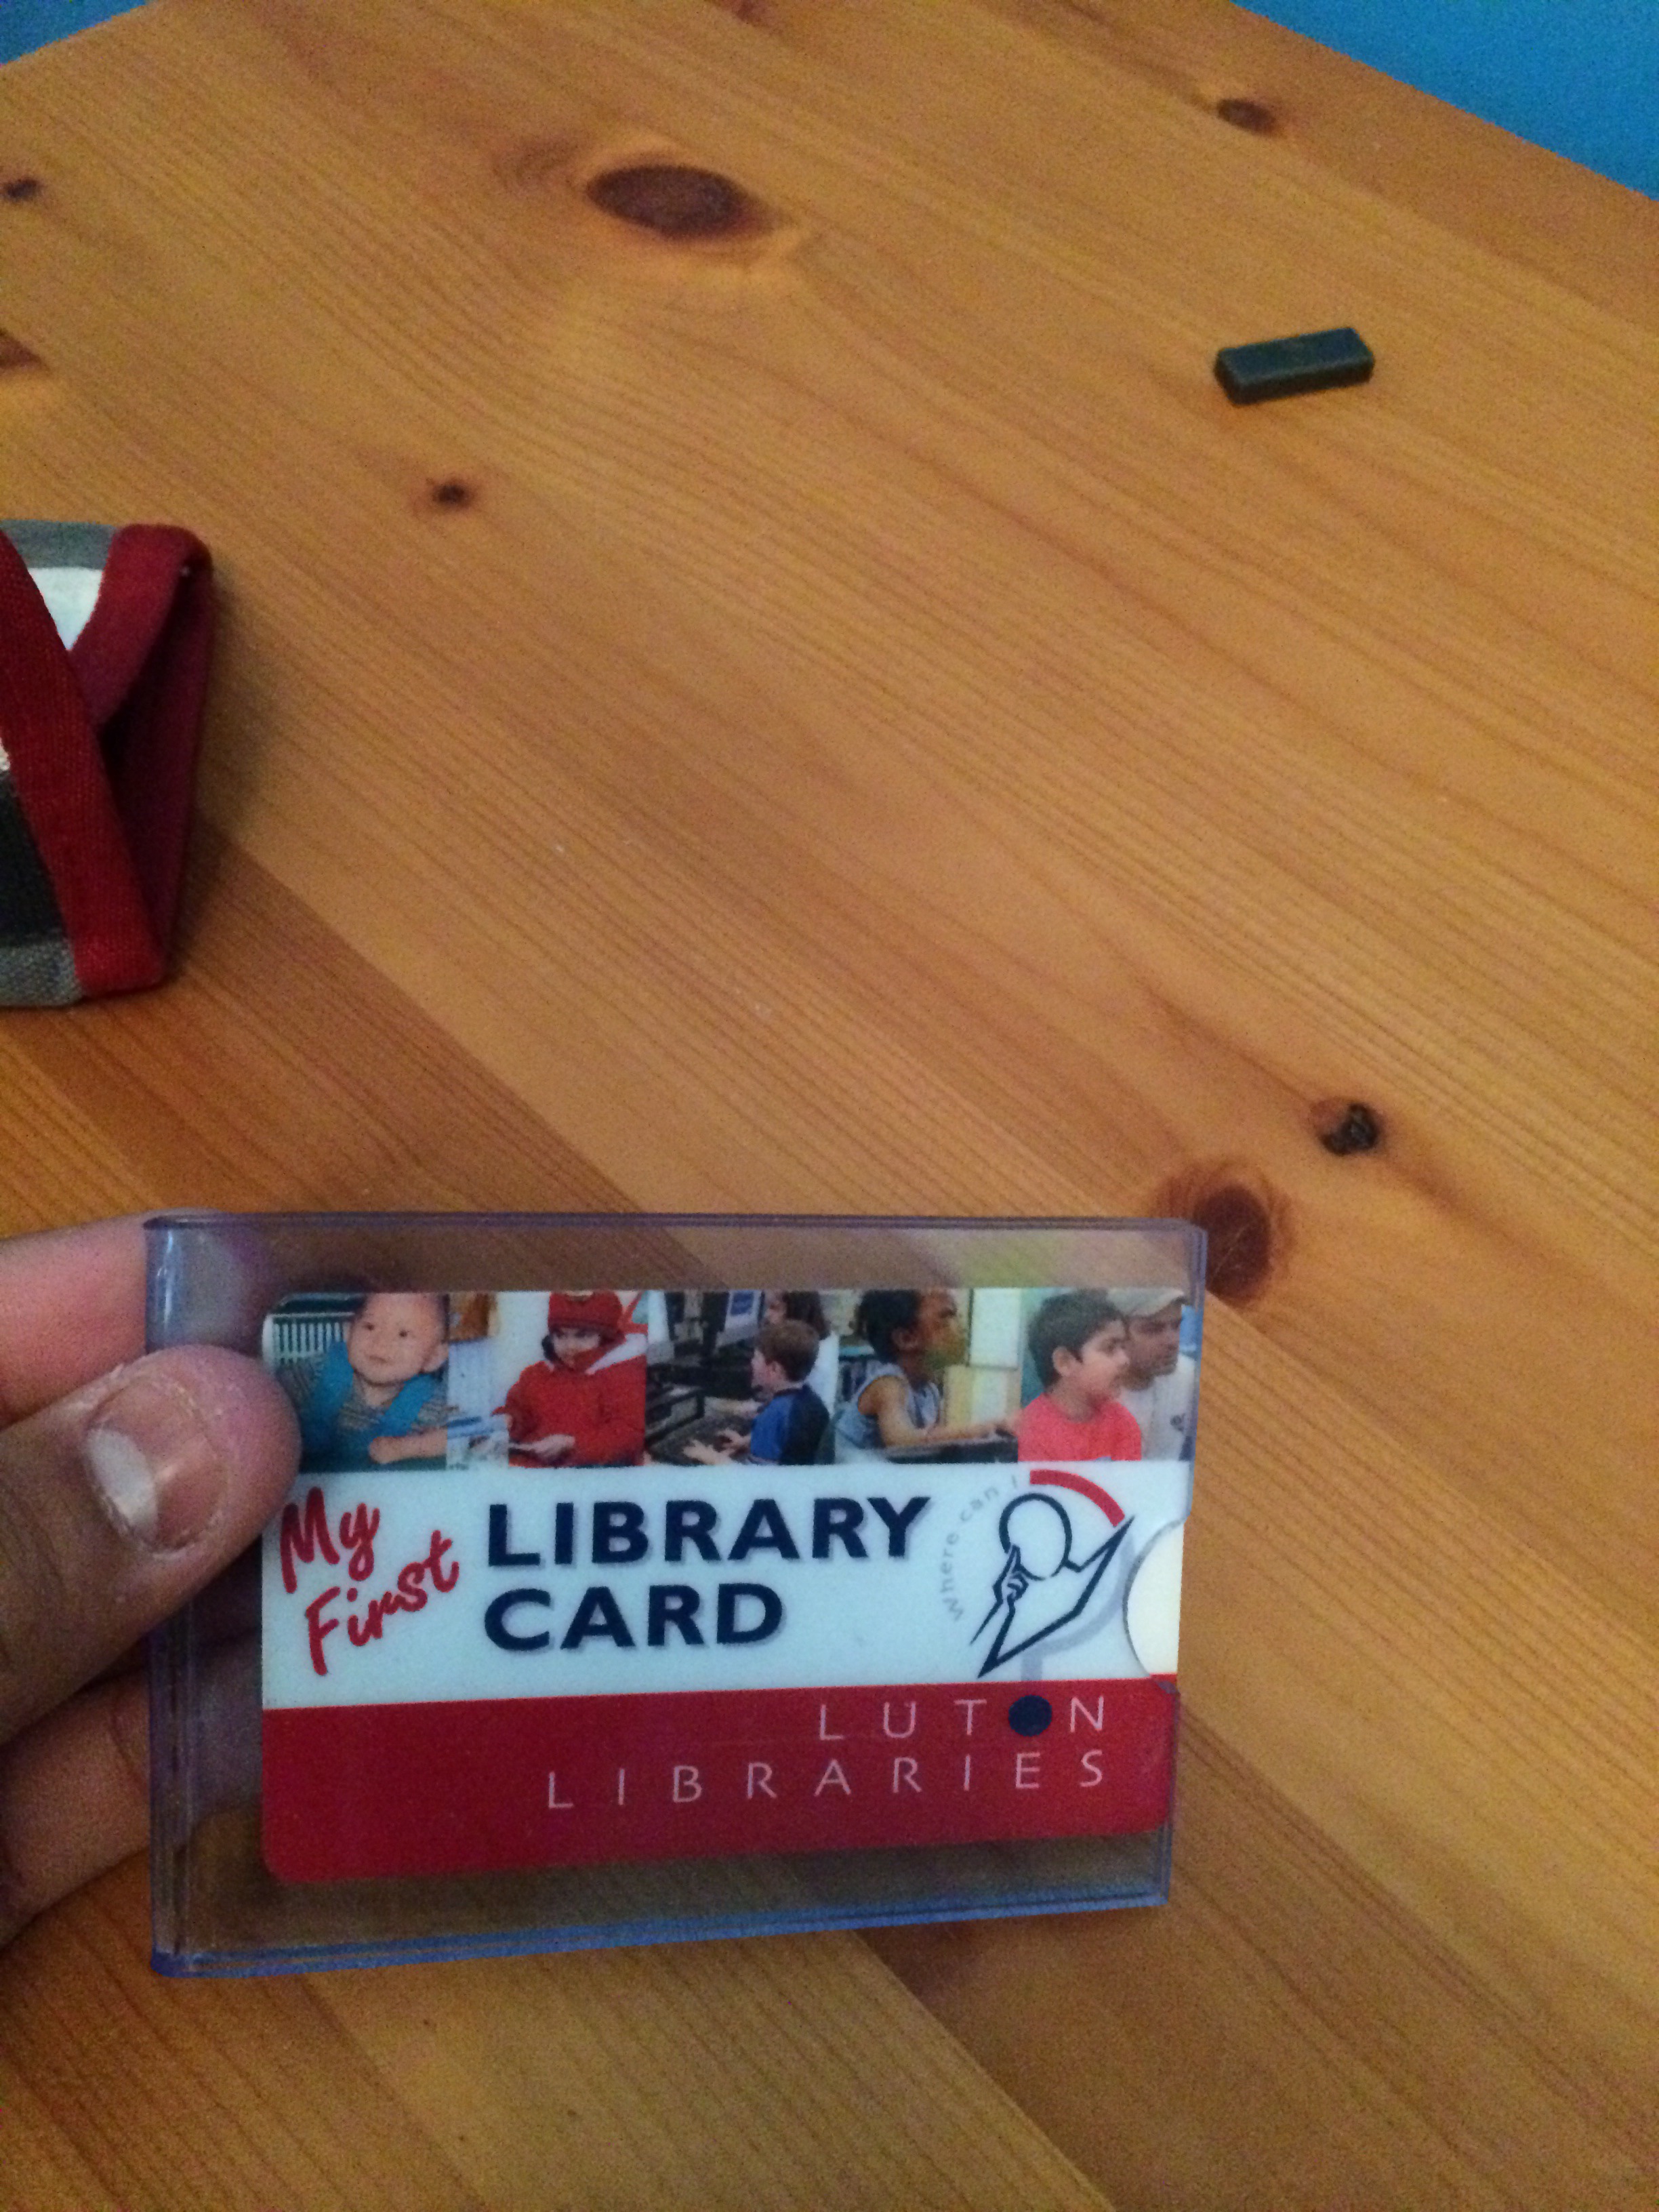 My
First
LIBRARY
CARD
Where can I
LUTON
LIBRARIES